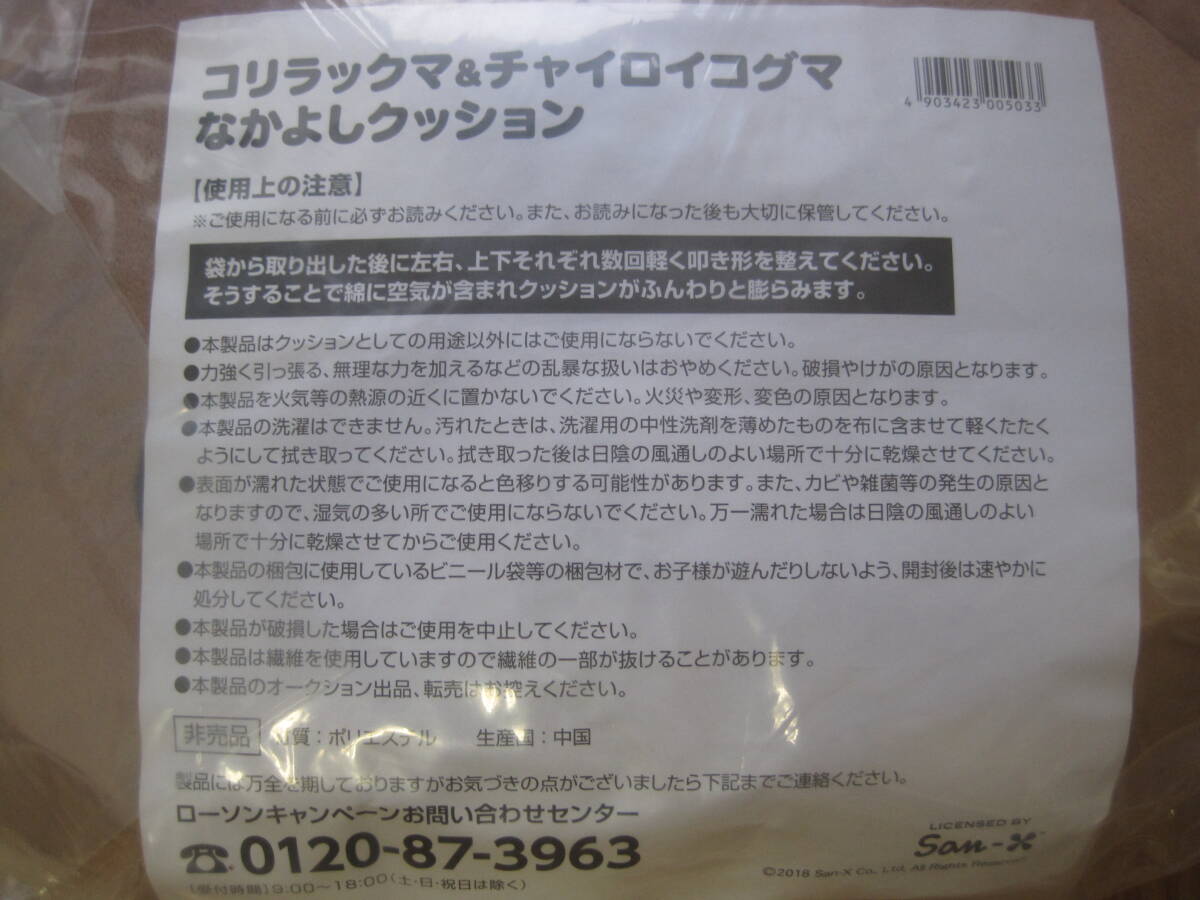 コリラックマ&チャイロイコグマ
なかよしクッション
4 903423 005033
【使用上の注意】
※ご使用になる前に必ずお読みください。また、お読みになった後も大切に保管してください。
袋から取り出した後に左右、上下それぞれ数回軽く叩き形を整えてください。
そうすることで綿に空気が含まれクッションがふんわりと膨らみます。
●本製品はクッションとしての用途以外にはご使用にならないでください。
●力強く引っ張る、無理な力を加えるなどの乱暴な扱いはおやめください。破損やけがの原因となります。
●本製品を火気等の熱源の近くに置かないでください。火災や変形、変色の原因となります。
●本製品の洗濯はできません。汚れたときは、洗濯用の中性洗剤を薄めたものを布に含ませて軽くたたく
ようにして拭き取ってください。拭き取った後は日陰の風通しのよい場所で十分に乾燥させてください。
●表面が濡れた状態でご使用になると色移りする可能性があります。また、カビや雑菌等の発生の原因と
なりますので、湿気の多い所でご使用にならないでください。万一濡れた場合は日陰の風通しのよい
場所で十分に乾燥させてからご使用ください。
●本製品の梱包に使用しているビニール袋等の梱包材で、お子様が遊んだりしないよう、開封後は速やかに
処分してください。
●本製品が破損した場合はご使用を中止してください。
●本製品は繊維を使用していますので繊維の一部が抜けることがあります。
●本製品のオークション出品、転売はお控えください。
非売品 材質:ポリエステル 生産国:中国
製品には万全を期しておりますがお気づきの点がございましたら下記までご連絡ください。
ローソンキャンペーンお問い合わせセンター
☎0120-87-3963
(受付時間)9:00~18:00(土・日・祝日は除く)
LICENSED BY
San-X™
©2018 San-X Co., Ltd. All Rights Reserved.